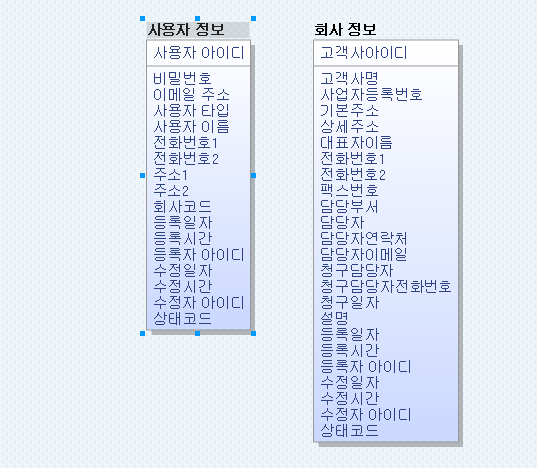 사용자 정보
사용자 아이디
비밀번호
이메일 주소
사용자 타입
사용자 이름
전화번호1
전화번호2
주소1
주소2
회사코드
등록일자
등록시간
등록자 아이디
수정일자
수정시간
수정자 아이디
상태코드
회사 정보
고객사아이디
고객사명
사업자등록번호
기본주소
상세주소
대표자이름
전화번호1
전화번호2
팩스번호
담당부서
담당자
담당자연락처
담당자이메일
청구담당자
청구담당자전화번호
청구일자
설명
등록일자
등록시간
등록자 아이디
수정일자
수정시간
수정자 아이디
상태코드